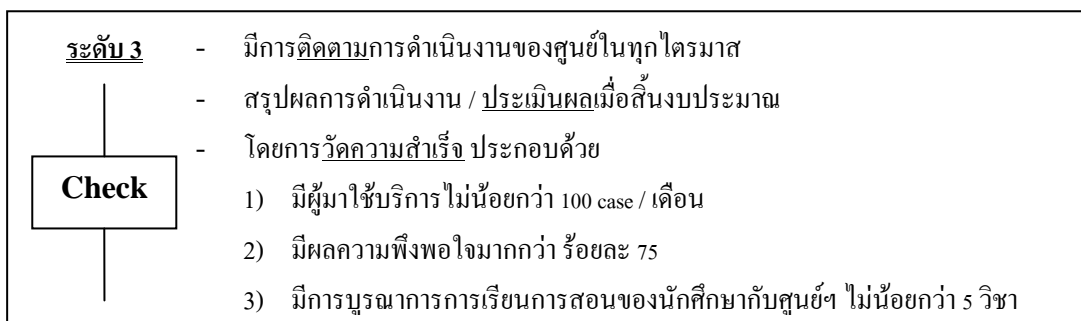 ระดับ 3 - มีการติดตามการดำเนินงานของศูนย์ในทุกไตรมาส
- สรุปผลการดำเนินงาน / ประเมินผลเมื่อสิ้นงบประมาณ
- โดยการวัดความสำเร็จ ประกอบด้วย
Check
1) มีผู้มาใช้บริการไม่น้อยกว่า 100 case / เดือน
2) มีผลความพึงพอใจมากกว่า ร้อยละ 75
3) มีการบูรณาการการเรียนการสอนของนักศึกษากับศูนย์ฯ ไม่น้อยกว่า 5 วิชา